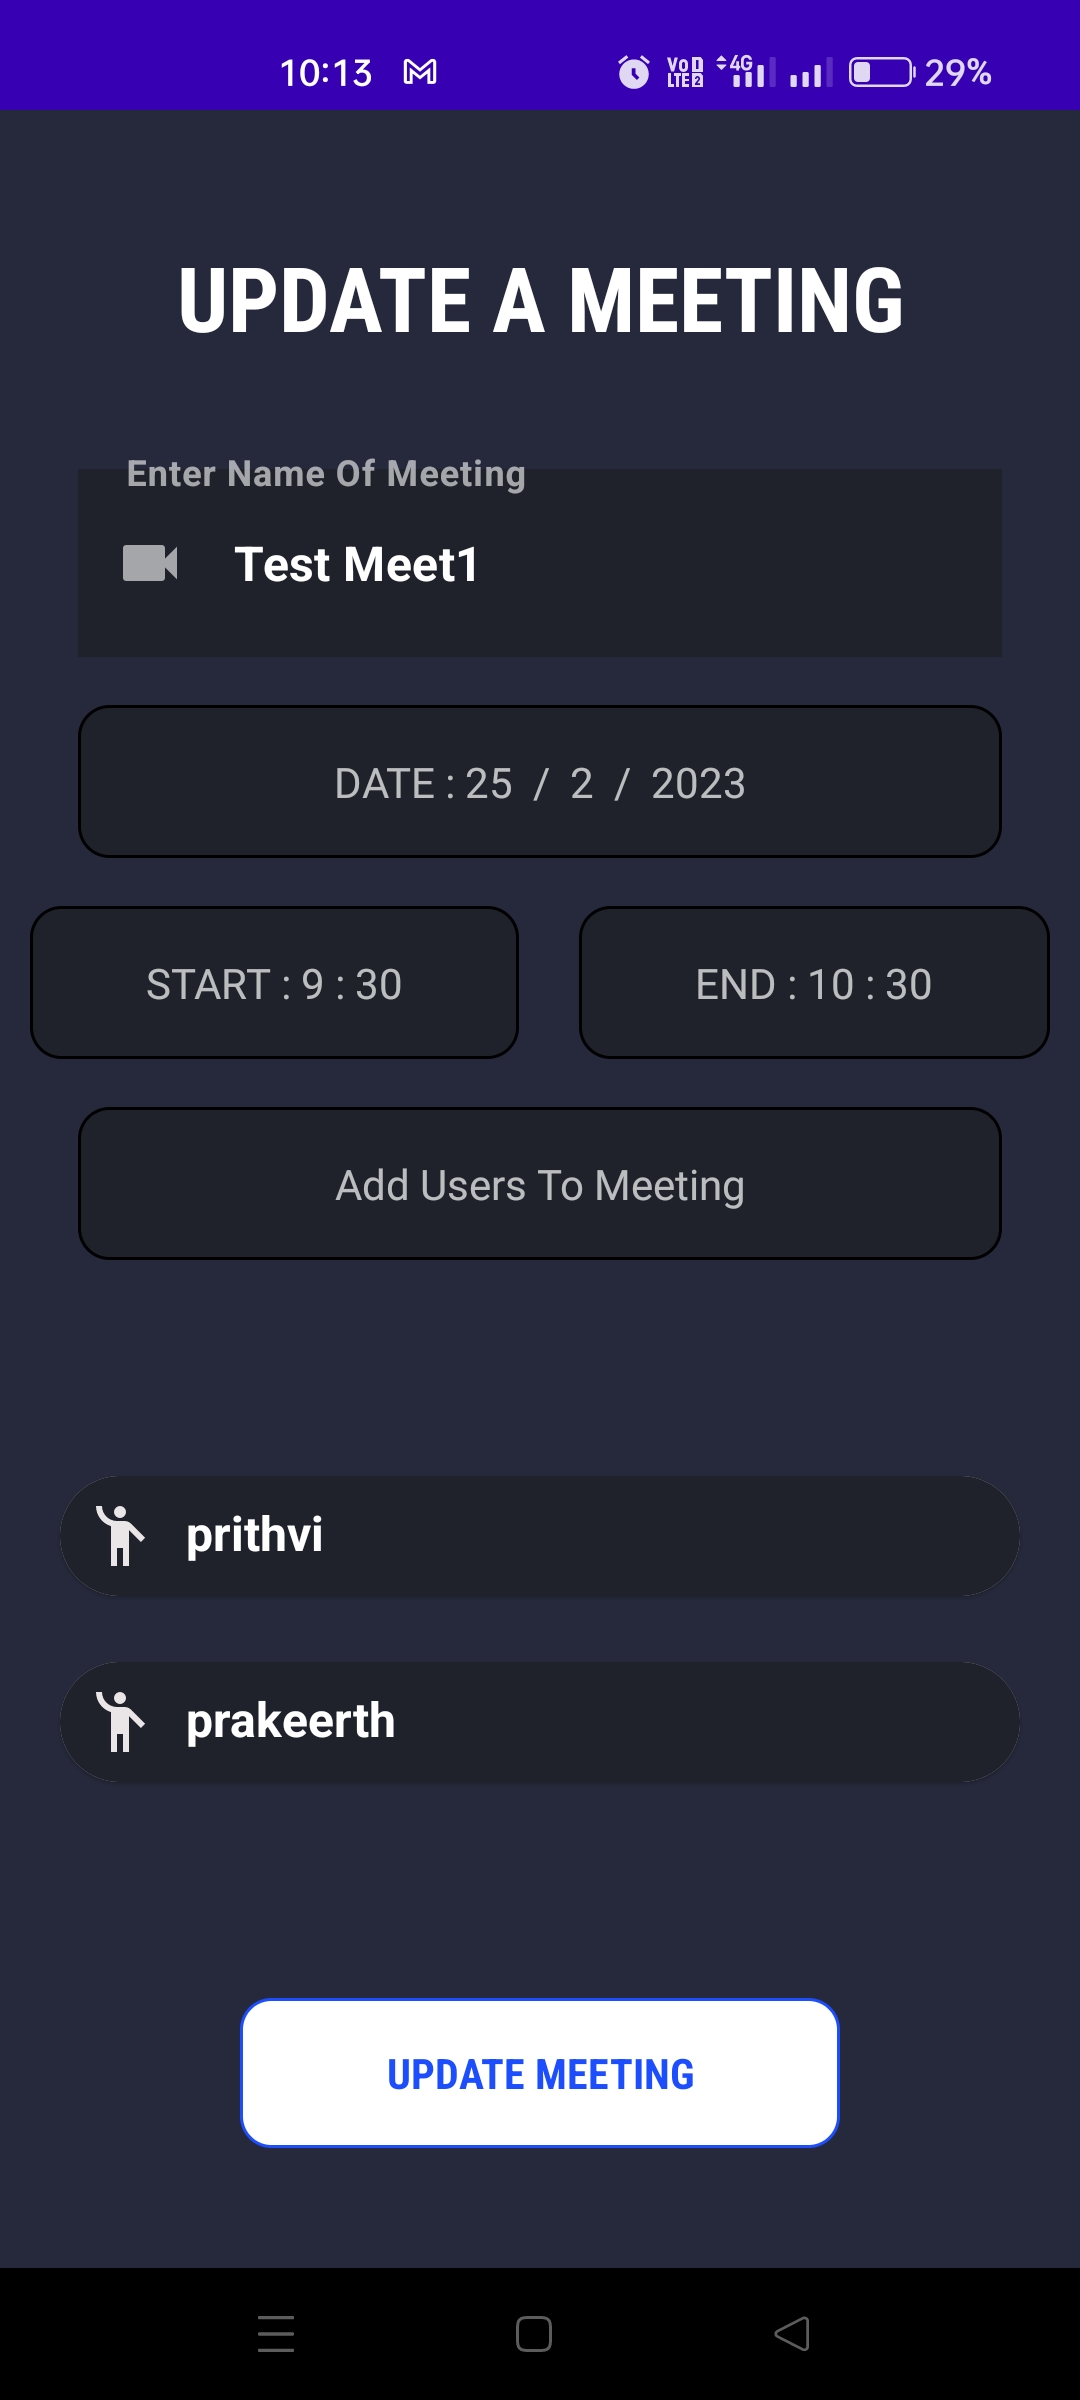 10:13 VoD LTE2 4G 29%
UPDATE A MEETING
Enter Name Of Meeting
Test Meet1
DATE : 25 / 2 / 2023
START : 9 : 30 END : 10 : 30
Add Users To Meeting
prithvi
prakeerth
UPDATE MEETING